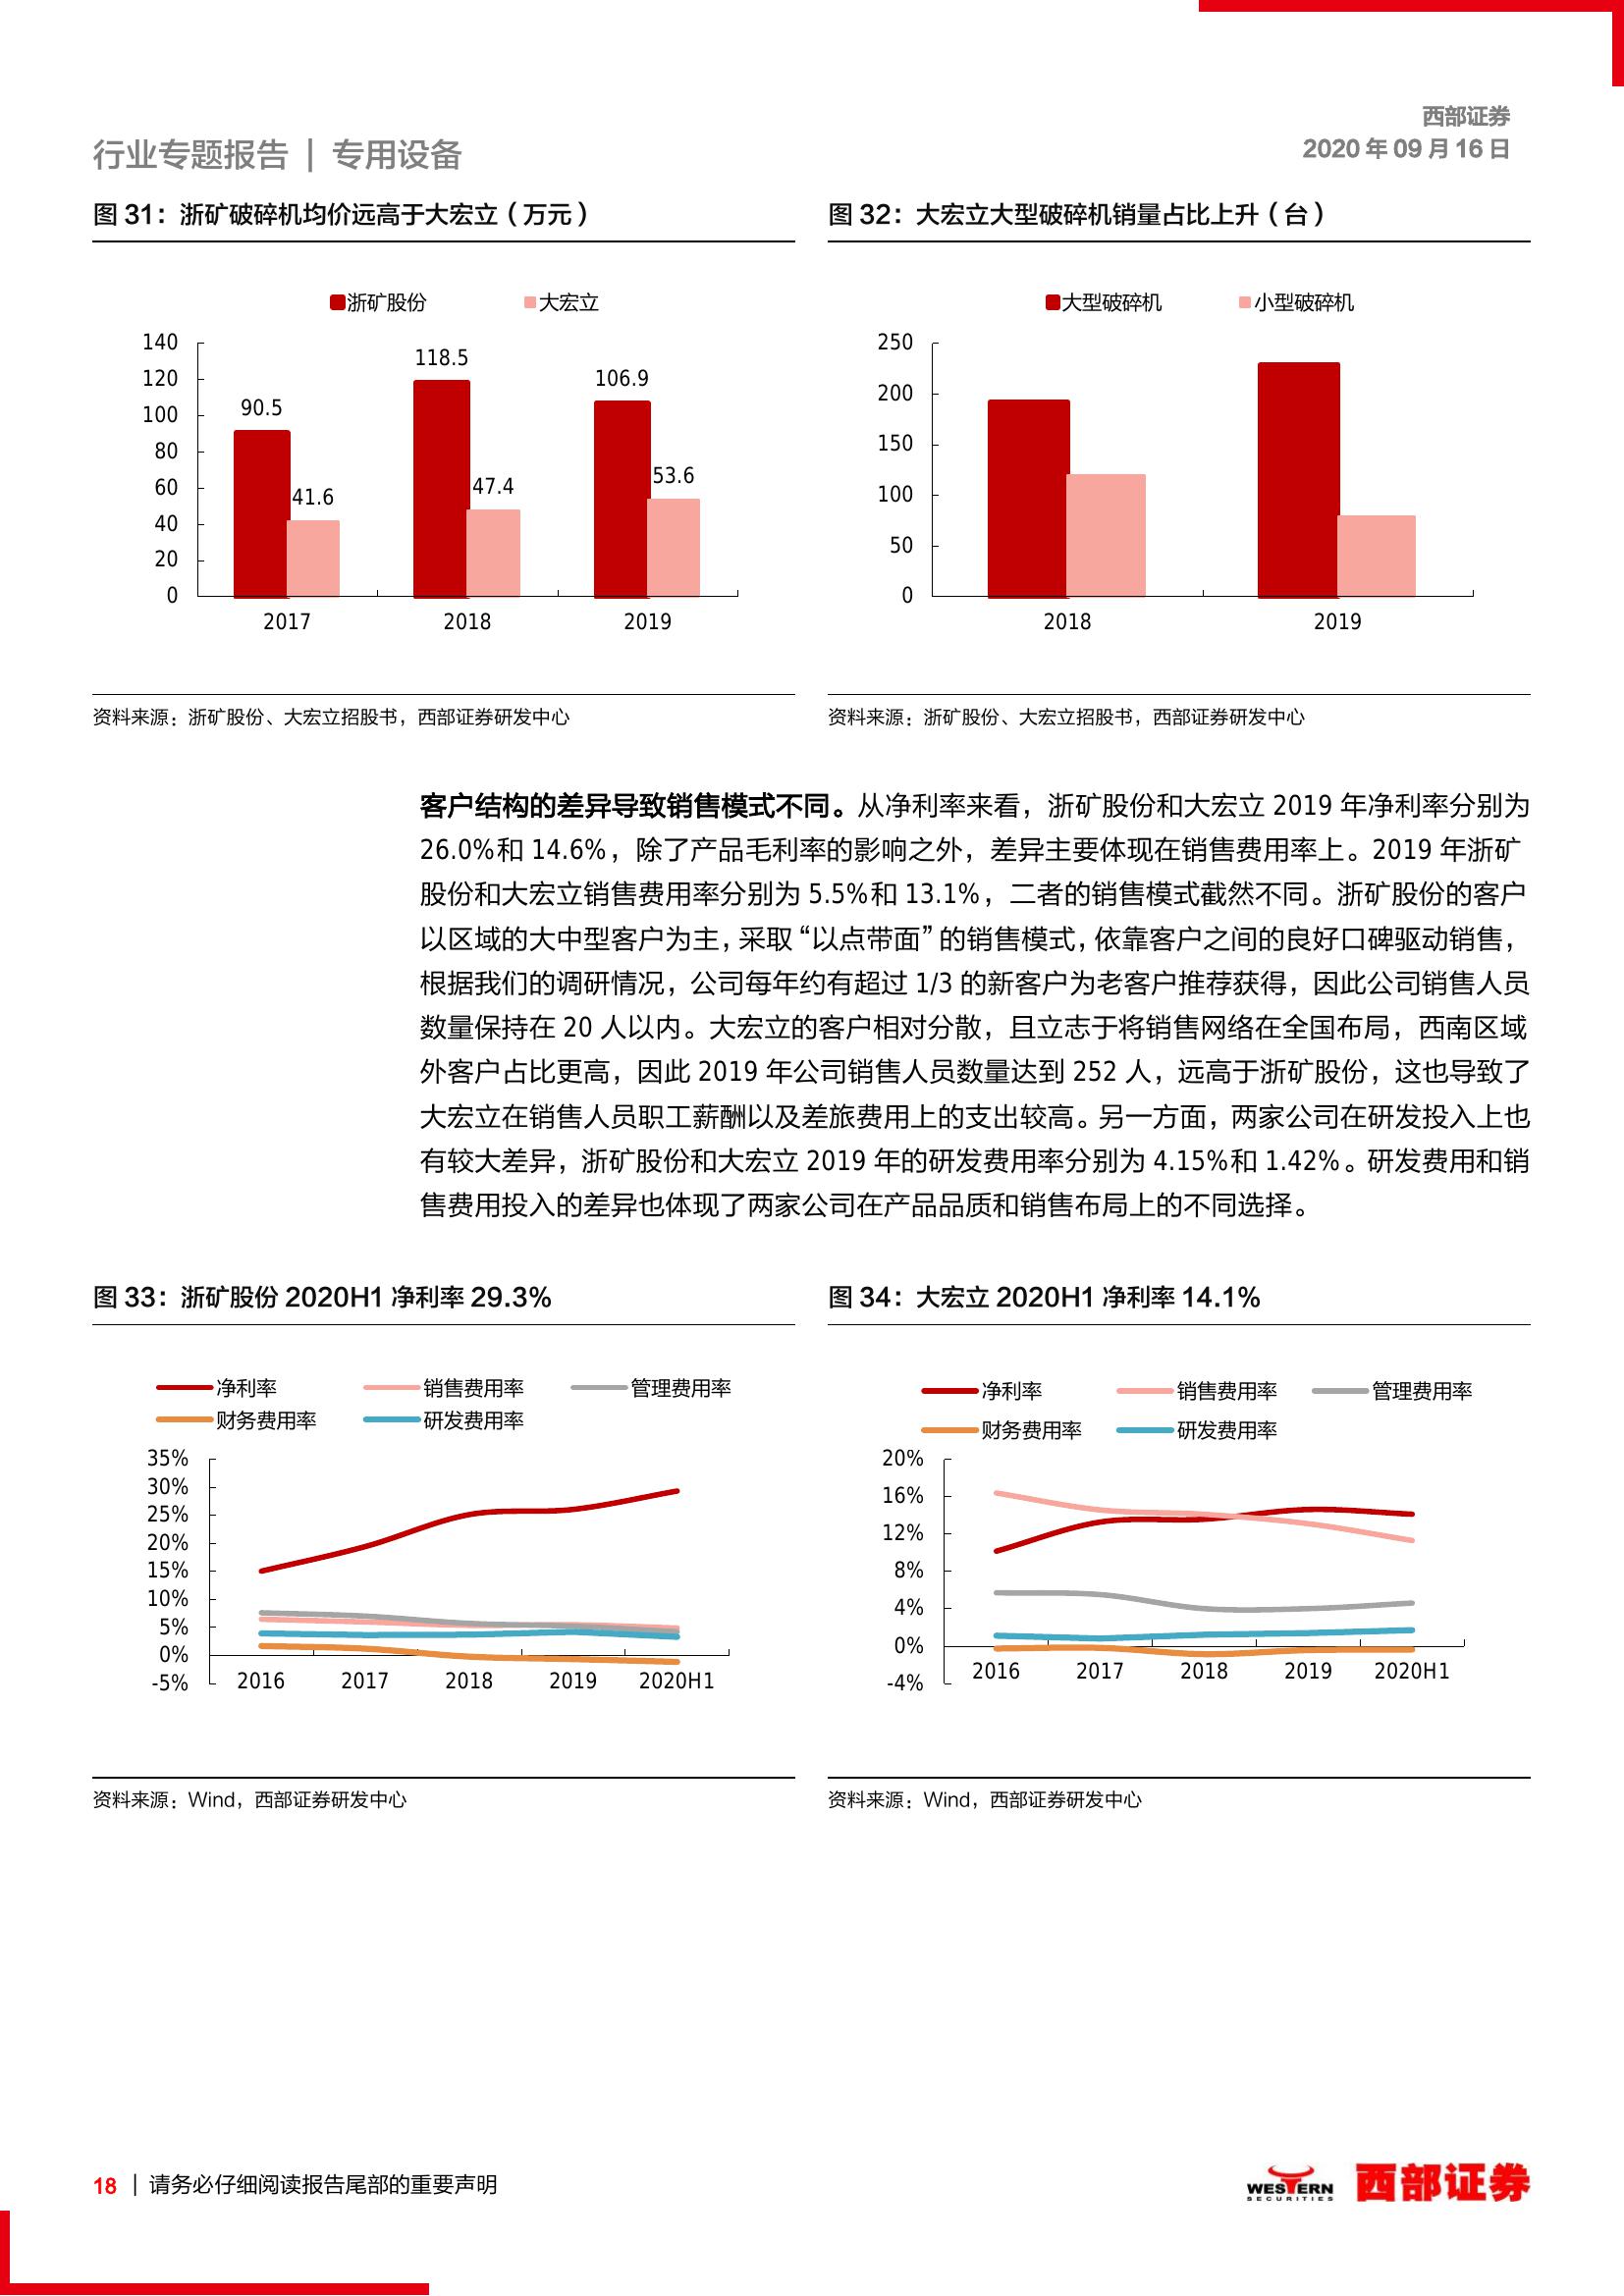 西部证券
2020 年 09 月 16 日
行业专题报告 | 专用设备
图 31：浙矿破碎机均价远高于大宏立（万元）
浙矿股份 大宏立
140
120
100
80
60
40
20
0
90.5
41.6
118.5
47.4
106.9
53.6
2017 2018 2019
资料来源：浙矿股份、大宏立招股书，西部证券研发中心
图 32：大宏立大型破碎机销量占比上升（台）
大型破碎机 小型破碎机
250
200
150
100
50
0
2018 2019
资料来源：浙矿股份、大宏立招股书，西部证券研发中心
客户结构的差异导致销售模式不同。从净利率来看，浙矿股份和大宏立 2019 年净利率分别为
26.0%和 14.6%，除了产品毛利率的影响之外，差异主要体现在销售费用率上。2019 年浙矿
股份和大宏立销售费用率分别为 5.5%和 13.1%，二者的销售模式截然不同。浙矿股份的客户
以区域的大中型客户为主，采取“以点带面”的销售模式，依靠客户之间的良好口碑驱动销售，
根据我们的调研情况，公司每年约有超过 1/3 的新客户为老客户推荐获得，因此公司销售人员
数量保持在 20 人以内。大宏立的客户相对分散，且立志于将销售网络在全国布局，西南区域
外客户占比更高，因此 2019 年公司销售人员数量达到 252 人，远高于浙矿股份，这也导致了
大宏立在销售人员职工薪酬以及差旅费用上的支出较高。另一方面，两家公司在研发投入上也
有较大差异，浙矿股份和大宏立 2019 年的研发费用率分别为 4.15%和 1.42%。研发费用和销
售费用投入的差异也体现了两家公司在产品品质和销售布局上的不同选择。
图 33：浙矿股份 2020H1 净利率 29.3%
净利率 销售费用率 管理费用率
财务费用率 研发费用率
35%
30%
25%
20%
15%
10%
5%
0%
-5%
2016 2017 2018 2019 2020H1
资料来源：Wind，西部证券研发中心
图 34：大宏立 2020H1 净利率 14.1%
净利率 销售费用率 管理费用率
财务费用率 研发费用率
20%
16%
12%
8%
4%
0%
-4%
2016 2017 2018 2019 2020H1
资料来源：Wind，西部证券研发中心
18 | 请务必仔细阅读报告尾部的重要声明
WESTERN
SECURITIES
西部证券